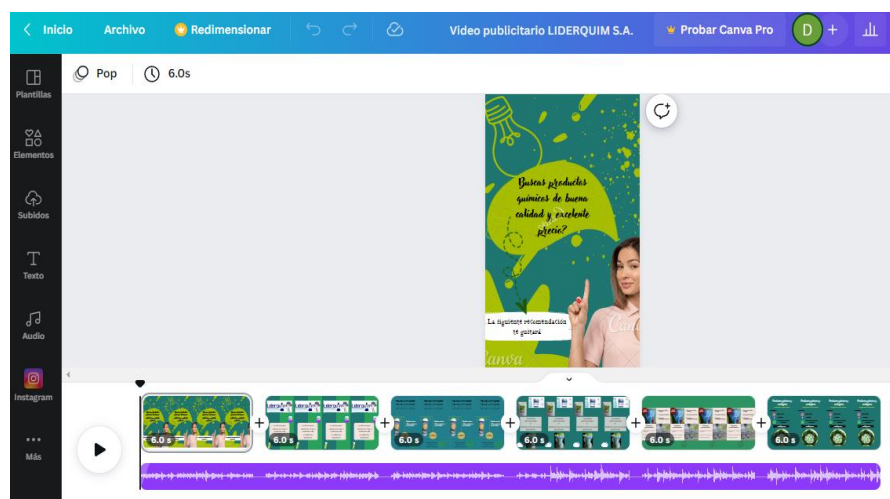 Inicio
Archivo
Redimensionar
Video publicitario LIDERQUIM S.A.
Probar Canva Pro
D
+
Plantillas
Pop
6.0s
Elementos
Subidos
Texto
Audio
Instagram
Más
Buscas productos
químicos de buena
calidad y excelente
precio?
La siguiente recomendación
te gustará
Canva
6.0 s
+
6.0 s
+
6.0 s
+
6.0 s
+
6.0 s
+
6.0 s